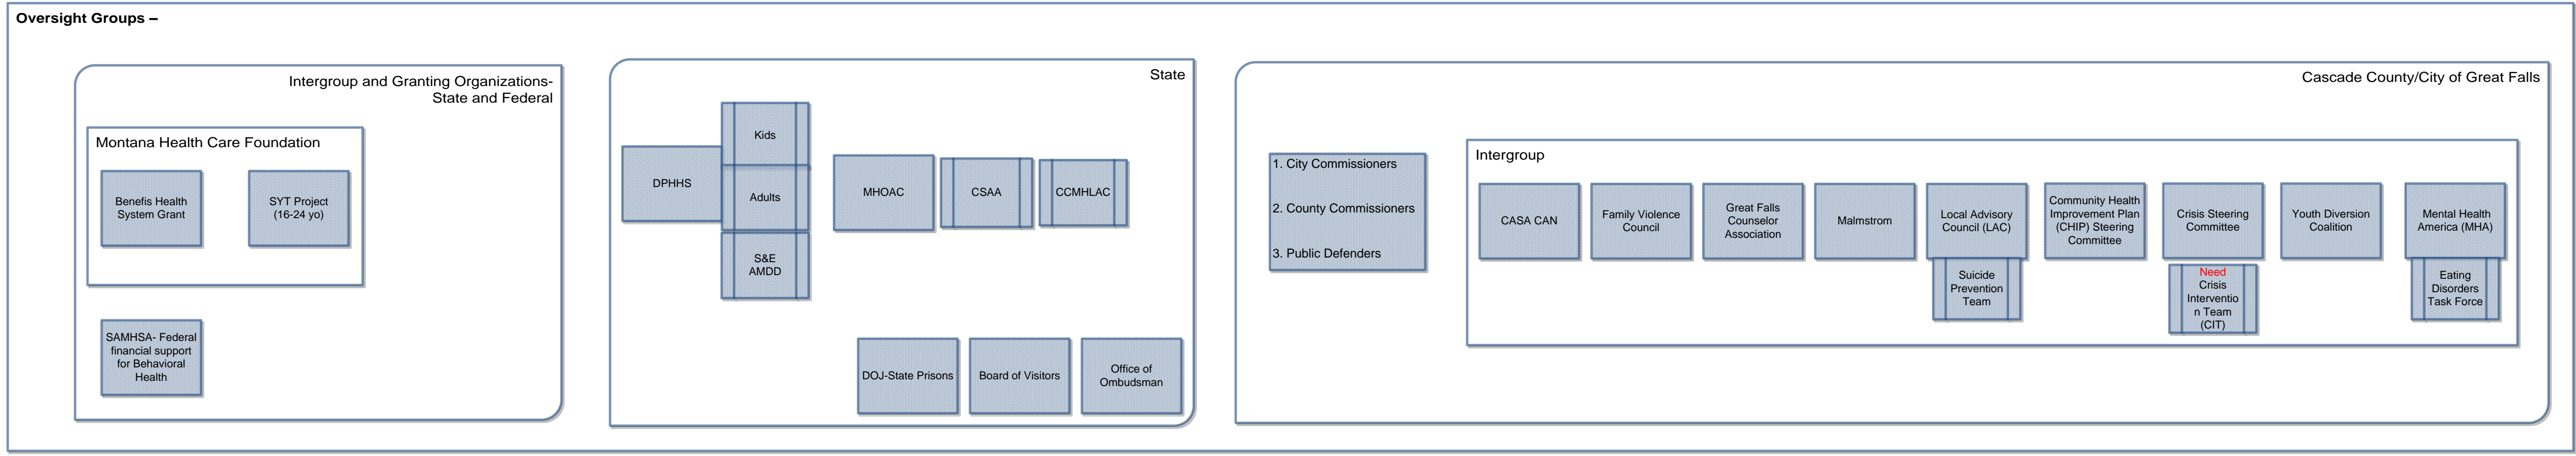 Oversight Groups –
Intergroup and Granting Organizations-
State and Federal
Montana Health Care Foundation
Benefis Health
System Grant
SYT Project
(16-24 yo)
SAMHSA- Federal
financial support
for Behavioral
Health
State
DPHHS
Kids
Adults
S&E
AMDD
MHOAC
CSAA
CCMHLAC
DOJ-State Prisons
Board of Visitors
Office of
Ombudsman
Cascade County/City of Great Falls
1. City Commissioners
2. County Commissioners
3. Public Defenders
Intergroup
CASA CAN
Family Violence
Council
Great Falls
Counselor
Association
Malmstrom
Local Advisory
Council (LAC)
Suicide
Prevention
Team
Community Health
Improvement Plan
(CHIP) Steering
Committee
Crisis Steering
Committee
Need
Crisis
Interventio
n Team
(CIT)
Youth Diversion
Coalition
Mental Health
America (MHA)
Eating
Disorders
Task Force